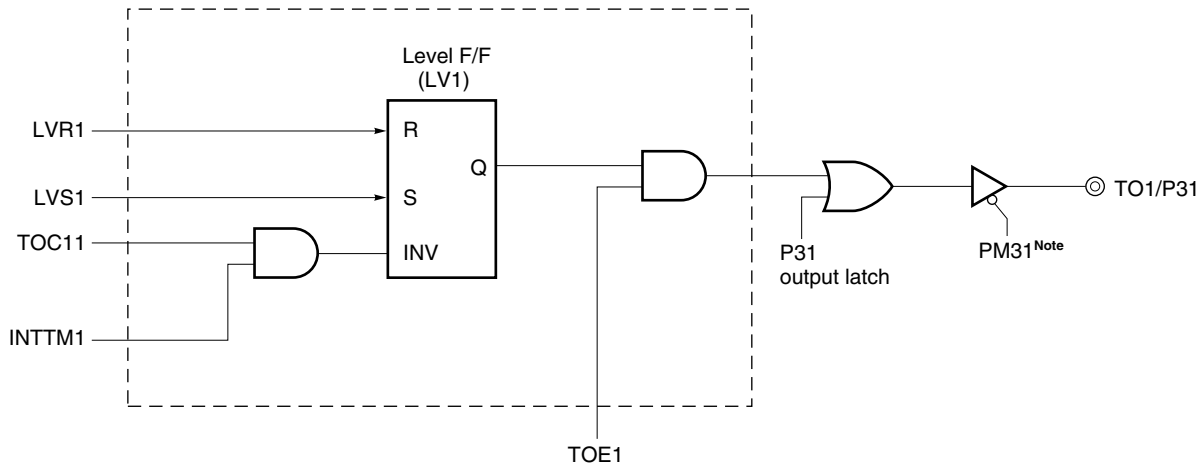 Level F/F
(LV1)
LVR1
R
Q
TO1/P31
LVS1
S
TOC11
INV
P31
output latch
PM31Note
INTTM1
TOE1